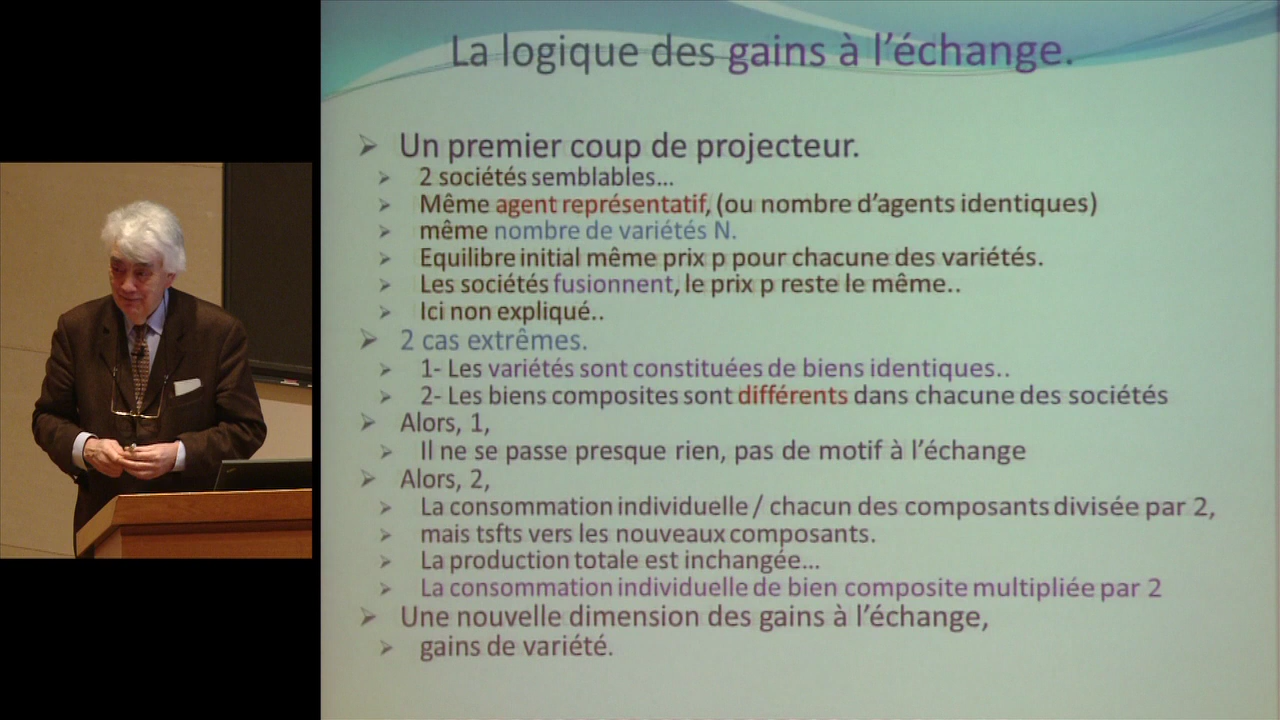 La logique des gains à l'échange.
Un premier coup de projecteur.
2 sociétés semblables...
Même agent représentatif, (ou nombre d'agents identiques)
même nombre de variétés N.
Equilibre initial même prix p pour chacune des variétés.
Les sociétés fusionnent, le prix p reste le même..
Ici non expliqué..
2 cas extrêmes.
1- Les variétés sont constituées de biens identiques..
2- Les biens composites sont différents dans chacune des sociétés
Alors, 1,
Il ne se passe presque rien, pas de motif à l'échange
Alors, 2,
La consommation individuelle / chacun des composants divisée par 2,
mais tsfts vers les nouveaux composants.
La production totale est inchangée...
La consommation individuelle de bien composite multipliée par 2
Une nouvelle dimension des gains à l'échange,
gains de variété.